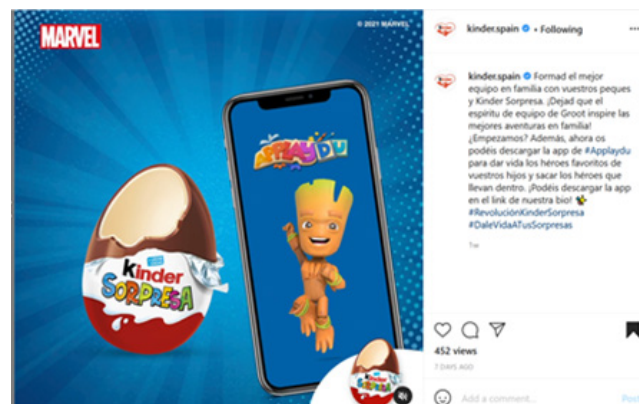 MARVEL
© 2021 MARVEL
APPLAYDU
kinder
SORPRESA
kinder
SORPRESA
kinder.spain • Following
kinder.spain Formad el mejor
equipo en familia con vuestros peques
y Kinder Sorpresa. ¡Dejad que el
espíritu de equipo de Groot inspire las
mejores aventuras en familia!
¿Empezamos? Además, ahora os
podéis descargar la app de #Applaydu
para dar vida los héroes favoritos de
vuestros hijos y sacar los héroes que
llevan dentro. ¡Podéis descargar la app
en el link de nuestra bio!
#RevoluciónKinderSorpresa
#DaleVidaATusSorpresas
1w
452 views
7 DAYS AGO
Add a comment...
Post